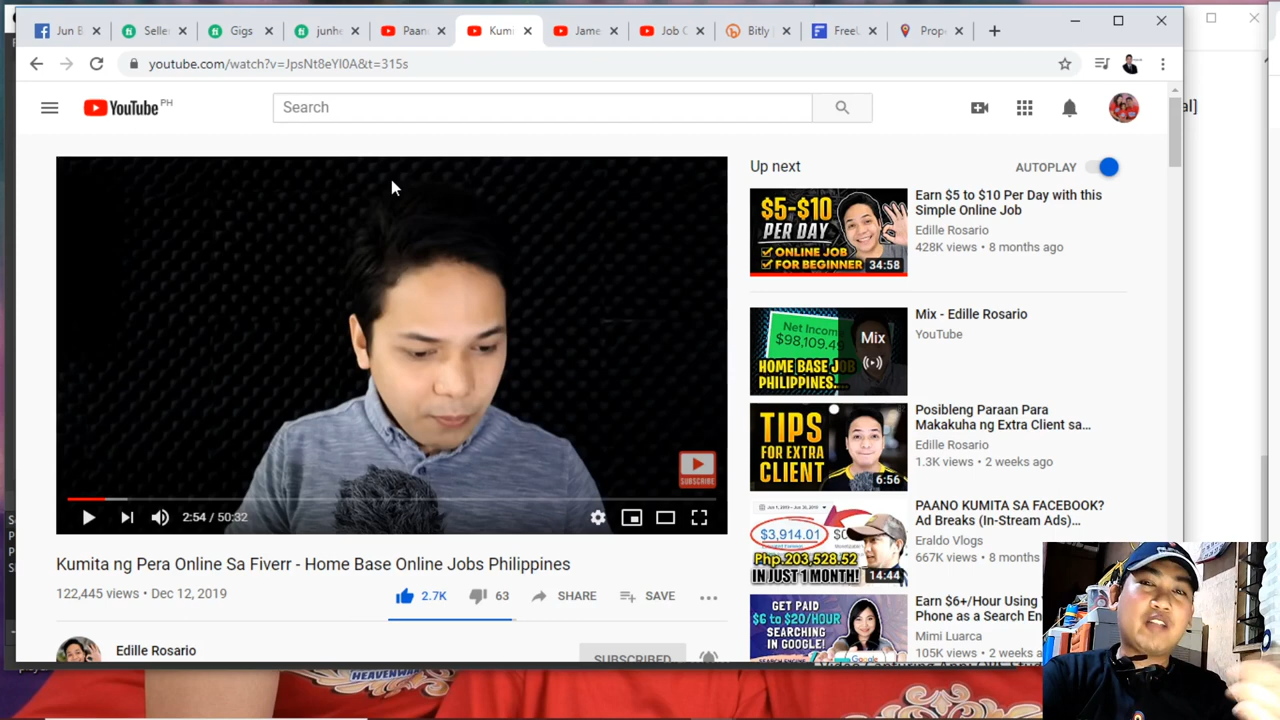 Jun B
Selle
Gigs
junhe
Paan
Kumi
Jame
Job C
Bitly
FreeU
Prop
youtube.com/watch?v=JpsNt8eYI0A&t=315s
YouTube PH
Search
al]
Up next
AUTOPLAY
$5-$10
PER DAY
ONLINE JOB
FOR BEGINNER
34:58
Earn $5 to $10 Per Day with this
Simple Online Job
Edille Rosario
428K views • 8 months ago
Net Incom
$98,109.4
HOME BASE JOB
PHILIPPINES...
Mix
Mix - Edille Rosario
YouTube
TIPS
FOR EXTRA
CLIENT
6:56
Posibleng Paraan Para
Makakuha ng Extra Client sa...
Edille Rosario
1.3K views • 2 weeks ago
$3,914.01
Php.203,528.52
IN JUST 1 MONTH!
14:44
PAANO KUMITA SA FACEBOOK?
Ad Breaks (In-Stream Ads)...
Eraldo Vlogs
667K views • 8 months
GET PAID
$6 to $20/HOUR
SEARCHING
IN GOOGLE!
Google
Earn $6+/Hour Using
Phone as a Search En
Mimi Luarca
105K views • 2 weeks
SUBSCRIBE
2:54 / 50:32
Kumita ng Pera Online Sa Fiverr - Home Base Online Jobs Philippines
122,445 views • Dec 12, 2019
2.7K
63
SHARE
SAVE
Edille Rosario
SUBSCRIBED
HEAVENWA